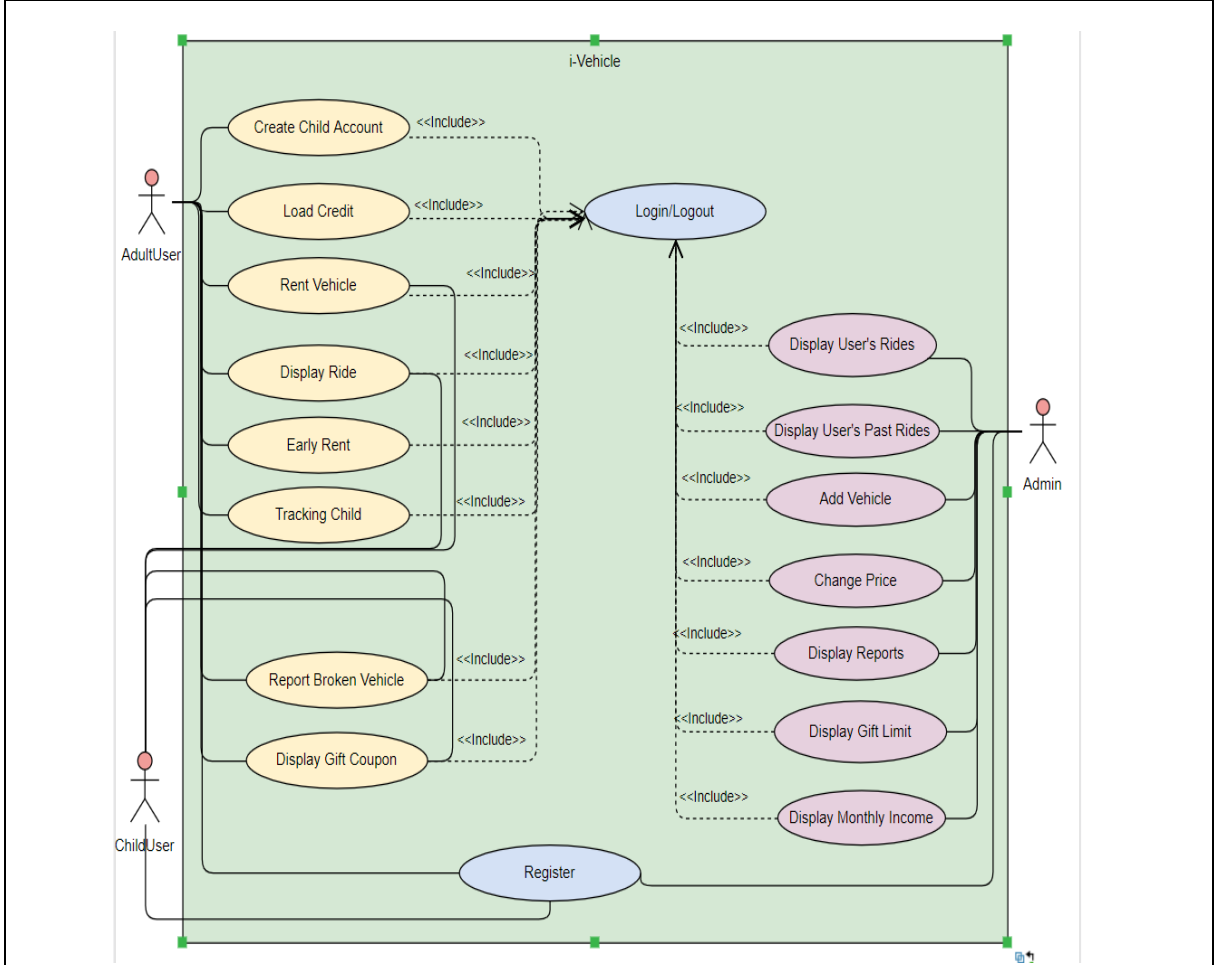 i-Vehicle
Create Child Account
<<Include>>
Load Credit
<<Include>>
Login/Logout
AdultUser
Rent Vehicle
<<Include>>
Display Ride
<<Include>>
Early Rent
<<Include>>
Tracking Child
<<Include>>
<<Include>>
Display User's Rides
<<Include>>
Display User's Past Rides
<<Include>>
Add Vehicle
Admin
<<Include>>
Change Price
<<Include>>
Display Reports
Report Broken Vehicle
<<Include>>
Display Gift Coupon
<<Include>>
<<Include>>
Display Gift Limit
<<Include>>
Display Monthly Income
ChildUser
Register